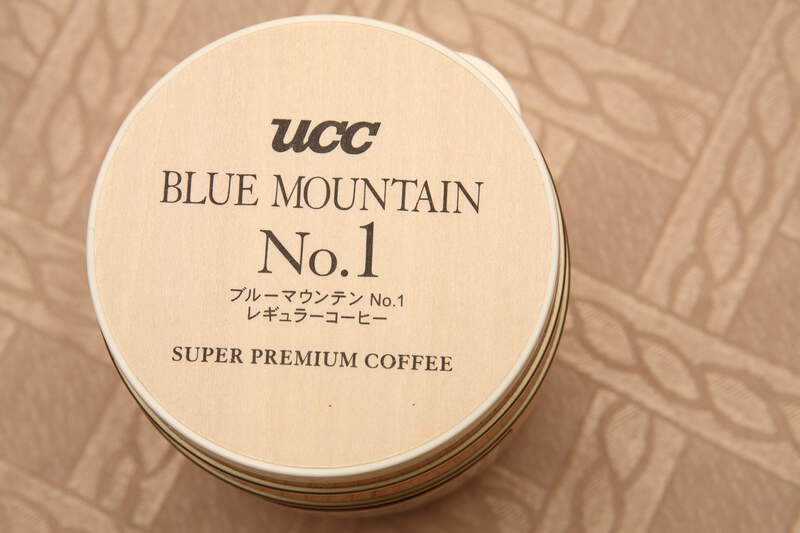 UCC
BLUE MOUNTAIN
No.1
ブルーマウンテン No.1
レギュラーコーヒー
SUPER PREMIUM COFFEE